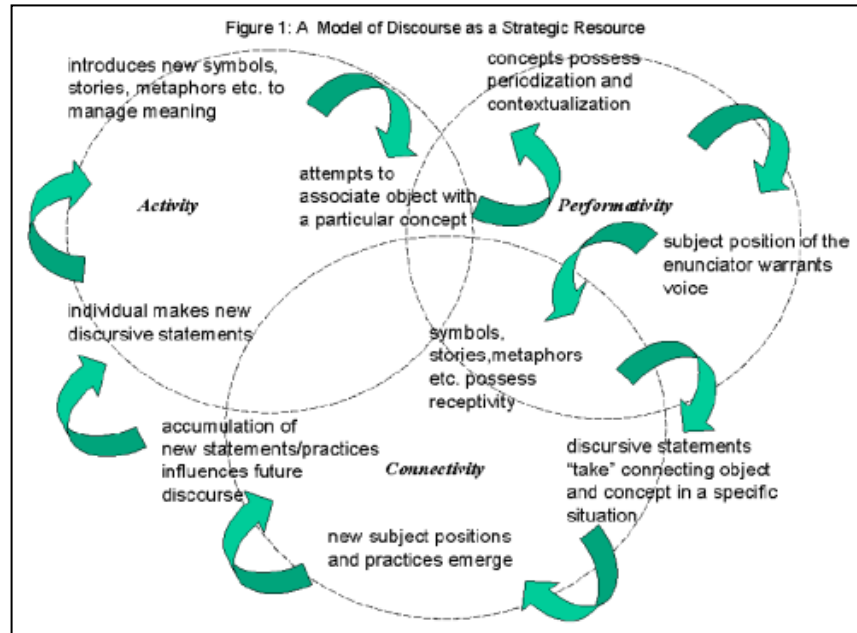 Figure 1: A Model of Discourse as a Strategic Resource
introduces new symbols,
stories, metaphors etc. to
manage meaning
concepts possess
periodization and
contextualization
attempts to
associate object with
a particular concept
Activity
Performativity
subject position of the
enunciator warrants
voice
individual makes new
discursive statements
symbols,
stories,metaphors
etc. possess
receptivity
accumulation of
new statements/practices
influences future
discourse
Connectivity
discursive statements
“take” connecting object
and concept in a specific
situation
new subject positions
and practices emerge